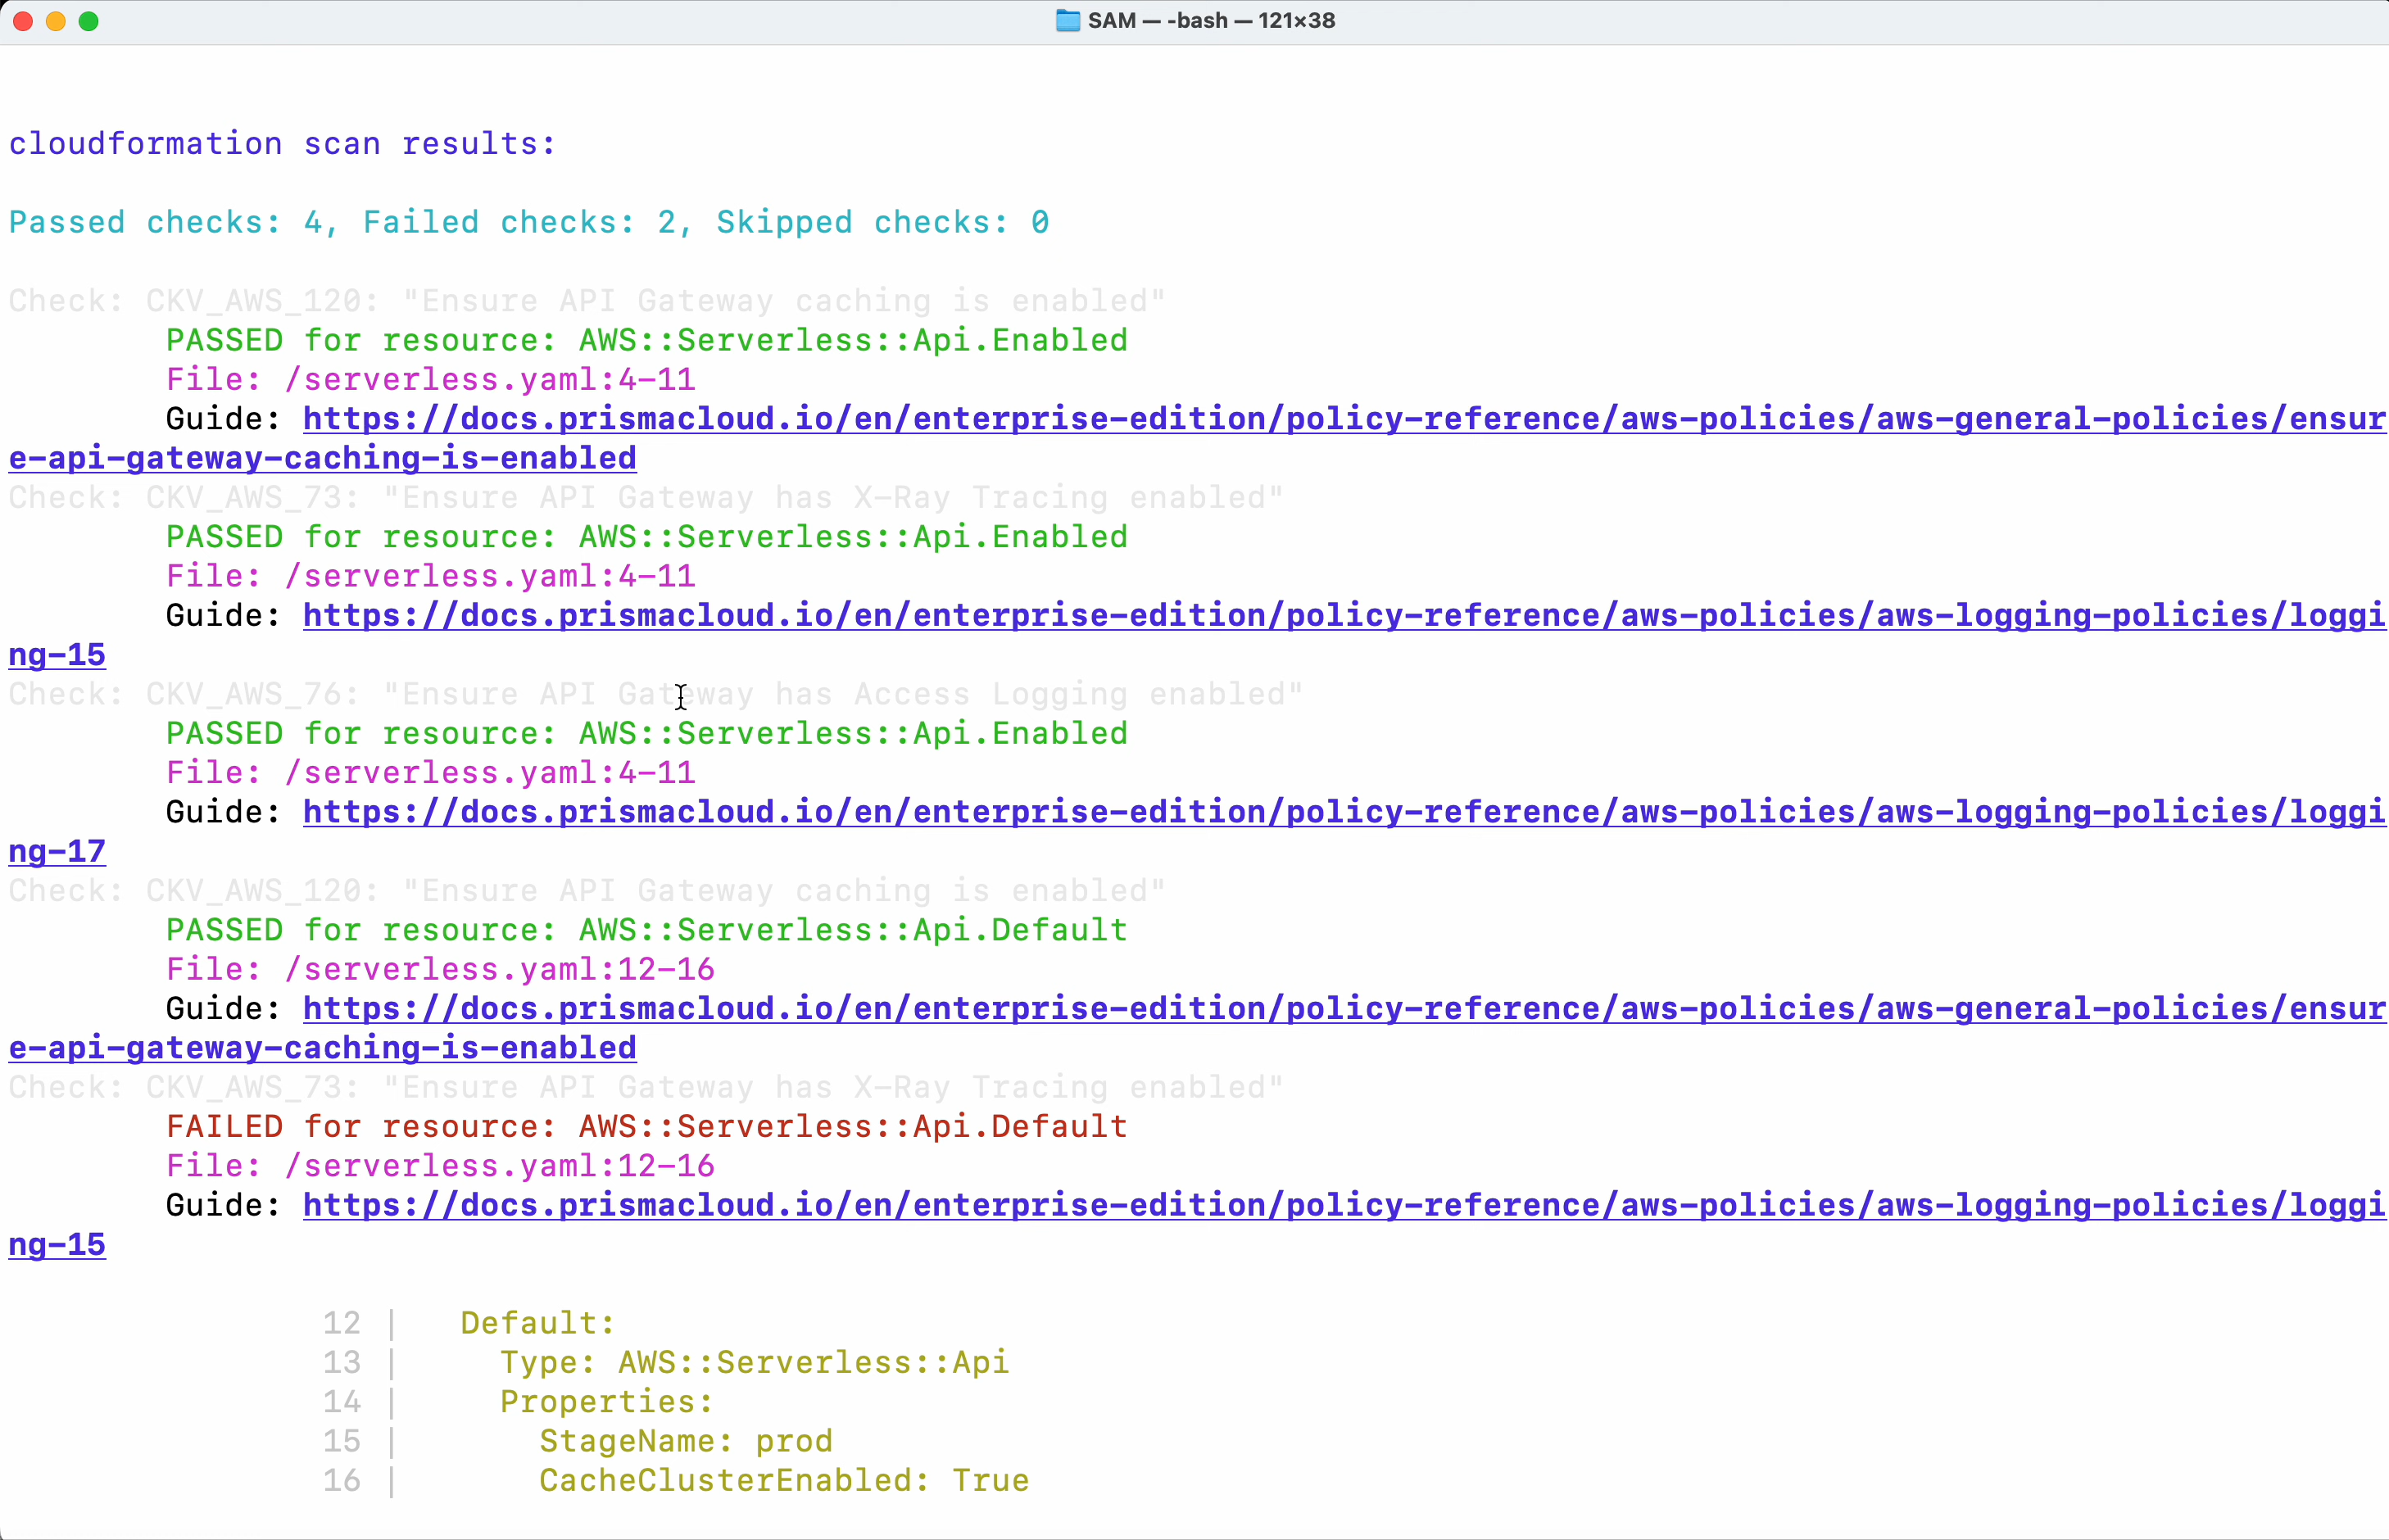 SAM — -bash — 121×38
cloudformation scan results:
Passed checks: 4, Failed checks: 2, Skipped checks: 0
Check: CKV_AWS_120: "Ensure API Gateway caching is enabled"
PASSED for resource: AWS::Serverless::Api.Enabled
File: /serverless.yaml:4-11
Guide: https://docs.prismacloud.io/en/enterprise-edition/policy-reference/aws-policies/aws-general-policies/ensur
e-api-gateway-caching-is-enabled
Check: CKV_AWS_73: "Ensure API Gateway has X-Ray Tracing enabled"
PASSED for resource: AWS::Serverless::Api.Enabled
File: /serverless.yaml:4-11
Guide: https://docs.prismacloud.io/en/enterprise-edition/policy-reference/aws-policies/aws-logging-policies/loggi
ng-15
Check: CKV_AWS_76: "Ensure API Gateway has Access Logging enabled"
PASSED for resource: AWS::Serverless::Api.Enabled
File: /serverless.yaml:4-11
Guide: https://docs.prismacloud.io/en/enterprise-edition/policy-reference/aws-policies/aws-logging-policies/loggi
ng-17
Check: CKV_AWS_120: "Ensure API Gateway caching is enabled"
PASSED for resource: AWS::Serverless::Api.Default
File: /serverless.yaml:12-16
Guide: https://docs.prismacloud.io/en/enterprise-edition/policy-reference/aws-policies/aws-general-policies/ensur
e-api-gateway-caching-is-enabled
Check: CKV_AWS_73: "Ensure API Gateway has X-Ray Tracing enabled"
FAILED for resource: AWS::Serverless::Api.Default
File: /serverless.yaml:12-16
Guide: https://docs.prismacloud.io/en/enterprise-edition/policy-reference/aws-policies/aws-logging-policies/loggi
ng-15
12 |   Default:
13 |     Type: AWS::Serverless::Api
14 |     Properties:
15 |       StageName: prod
16 |       CacheClusterEnabled: True